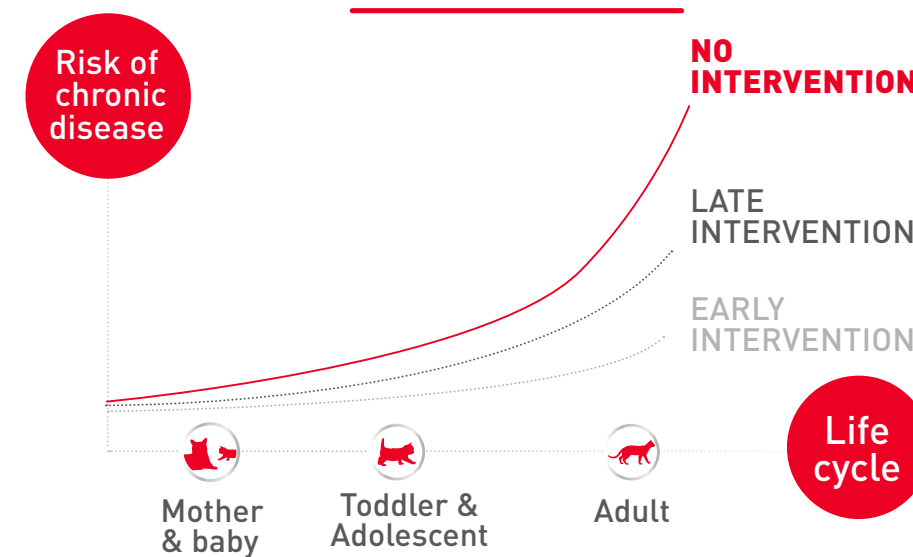 Risk of
chronic
disease
NO
INTERVENTION
LATE
INTERVENTION
EARLY
INTERVENTION
Life
cycle
Mother
& baby
Toddler &
Adolescent
Adult